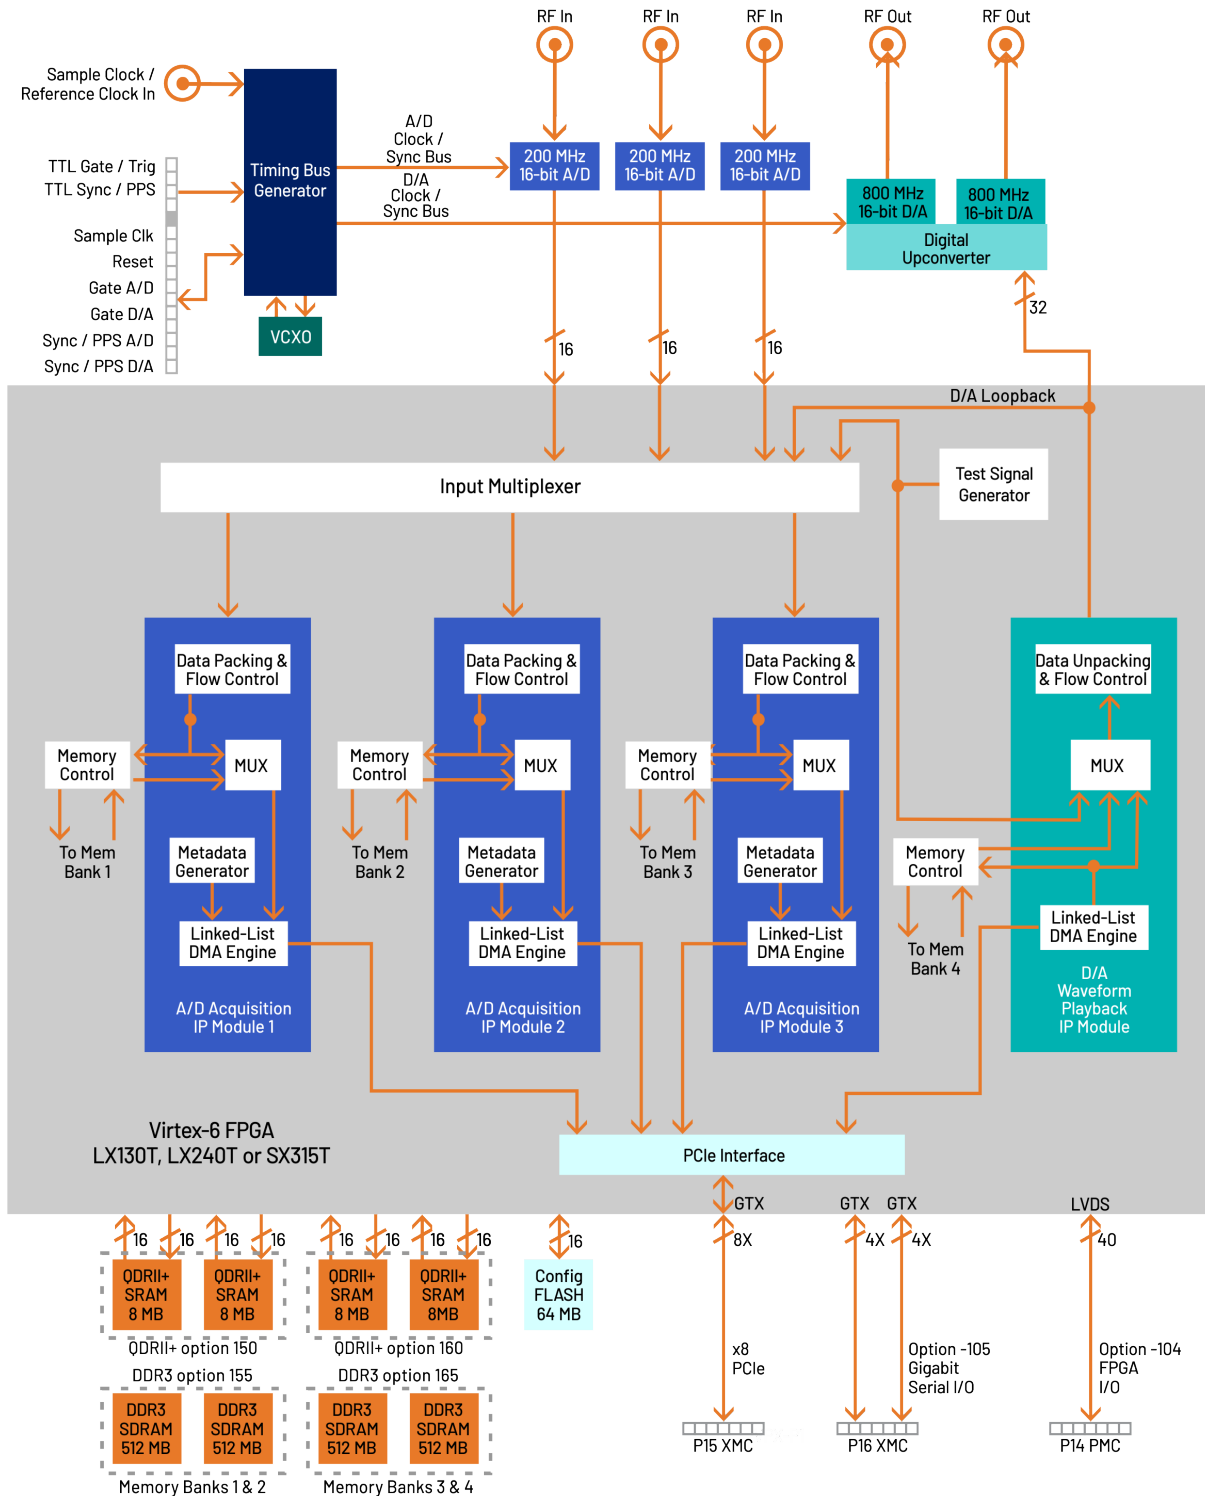 RF In
RF In
RF In
RF Out
RF Out
Sample Clock /
Reference Clock In
TTL Gate / Trig
TTL Sync / PPS
Sample Clk
Reset
Gate A/D
Gate D/A
Sync / PPS A/D
Sync / PPS D/A
Timing Bus
Generator
VCXO
A/D
Clock /
Sync Bus
D/A
Clock /
Sync Bus
200 MHz
16-bit A/D
200 MHz
16-bit A/D
200 MHz
16-bit A/D
800 MHz
16-bit D/A
800 MHz
16-bit D/A
Digital
Upconverter
32
16
16
16
D/A Loopback
Input Multiplexer
Test Signal
Generator
Data Packing &
Flow Control
Memory
Control
MUX
To Mem
Bank 1
Metadata
Generator
Linked-List
DMA Engine
A/D Acquisition
IP Module 1
Data Packing &
Flow Control
Memory
Control
MUX
To Mem
Bank 2
Metadata
Generator
Linked-List
DMA Engine
A/D Acquisition
IP Module 2
Data Packing &
Flow Control
Memory
Control
MUX
To Mem
Bank 3
Metadata
Generator
Linked-List
DMA Engine
A/D Acquisition
IP Module 3
Data Unpacking
& Flow Control
MUX
Memory
Control
To Mem
Bank 4
Linked-List
DMA Engine
D/A
Waveform
Playback
IP Module
Virtex-6 FPGA
LX130T, LX240T or SX315T
PCIe Interface
GTX
GTX
GTX
LVDS
16
16
16
16
16
16
16
16
16
8X
4X
4X
40
QDRII+
SRAM
8 MB
QDRII+
SRAM
8 MB
QDRII+
SRAM
8 MB
QDRII+
SRAM
8MB
Config
FLASH
64 MB
QDRII+ option 150
QDRII+ option 160
x8
PCIe
Option -105
Gigabit
Serial I/O
Option -104
FPGA
I/O
DDR3 option 155
DDR3 option 165
DDR3
SDRAM
512 MB
DDR3
SDRAM
512 MB
DDR3
SDRAM
512 MB
DDR3
SDRAM
512 MB
P15 XMC
P16 XMC
P14 PMC
Memory Banks 1 & 2
Memory Banks 3 & 4